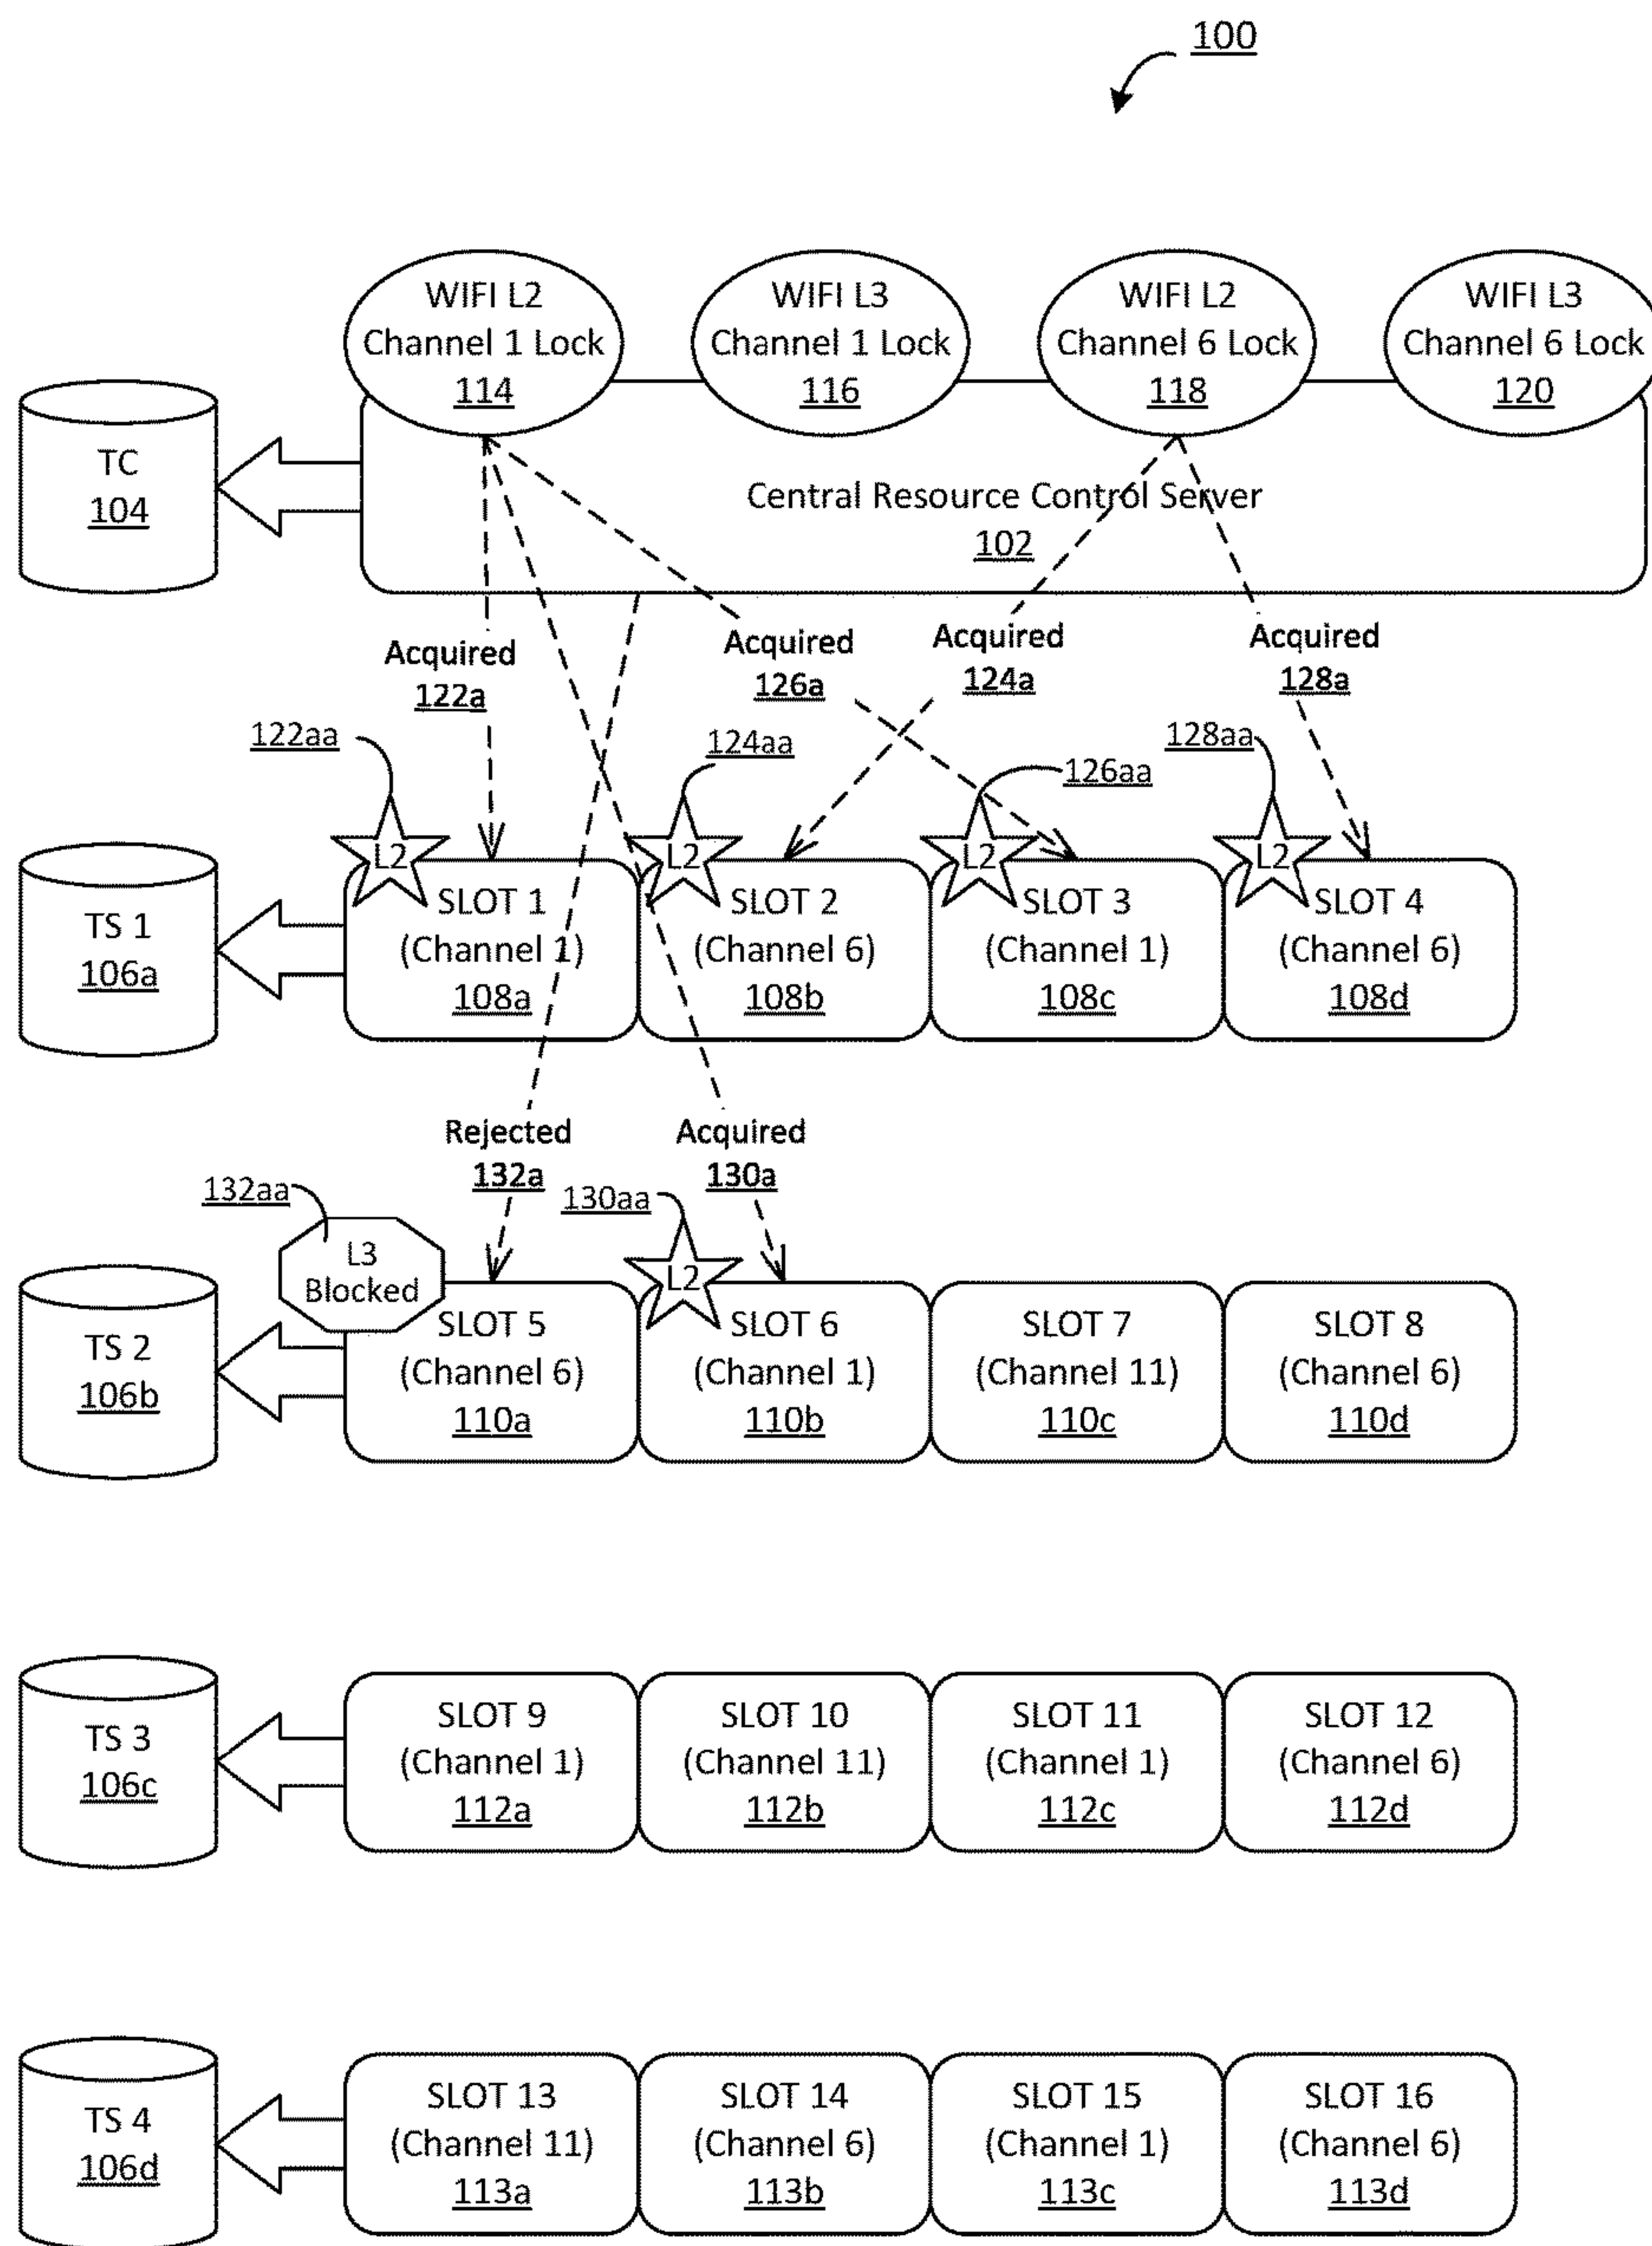 100
WIFI L2
Channel 1 Lock
114
WIFI L3
Channel 1 Lock
116
WIFI L2
Channel 6 Lock
118
WIFI L3
Channel 6 Lock
120
TC
104
Central Resource Control Server
102
Acquired
122a
Acquired
126a
Acquired
124a
Acquired
128a
122aa
124aa
126aa
128aa
TS 1
106a
L2
SLOT 1
(Channel 1)
108a
L2
SLOT 2
(Channel 6)
108b
L2
SLOT 3
(Channel 1)
108c
L2
SLOT 4
(Channel 6)
108d
Rejected
132a
Acquired
130a
132aa
130aa
TS 2
106b
L3
Blocked
SLOT 5
(Channel 6)
110a
L2
SLOT 6
(Channel 1)
110b
SLOT 7
(Channel 11)
110c
SLOT 8
(Channel 6)
110d
TS 3
106c
SLOT 9
(Channel 1)
112a
SLOT 10
(Channel 11)
112b
SLOT 11
(Channel 1)
112c
SLOT 12
(Channel 6)
112d
TS 4
106d
SLOT 13
(Channel 11)
113a
SLOT 14
(Channel 6)
113b
SLOT 15
(Channel 1)
113c
SLOT 16
(Channel 6)
113d